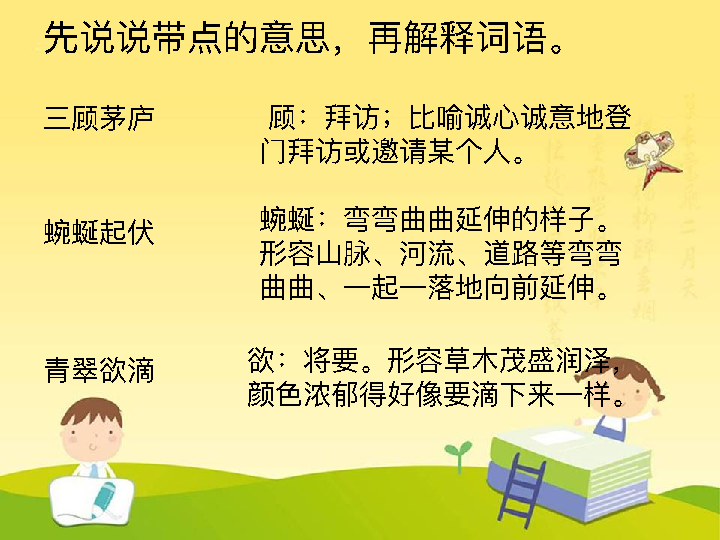 先说说带点的意思，再解释词语。
三顾茅庐
顾：拜访；比喻诚心诚意地登
门拜访或邀请某个人。
蜿蜒起伏
蜿蜒：弯弯曲曲延伸的样子。
形容山脉、河流、道路等弯弯
曲曲、一起一落地向前延伸。
青翠欲滴
欲：将要。形容草木茂盛润泽，
颜色浓郁得好像要滴下来一样。